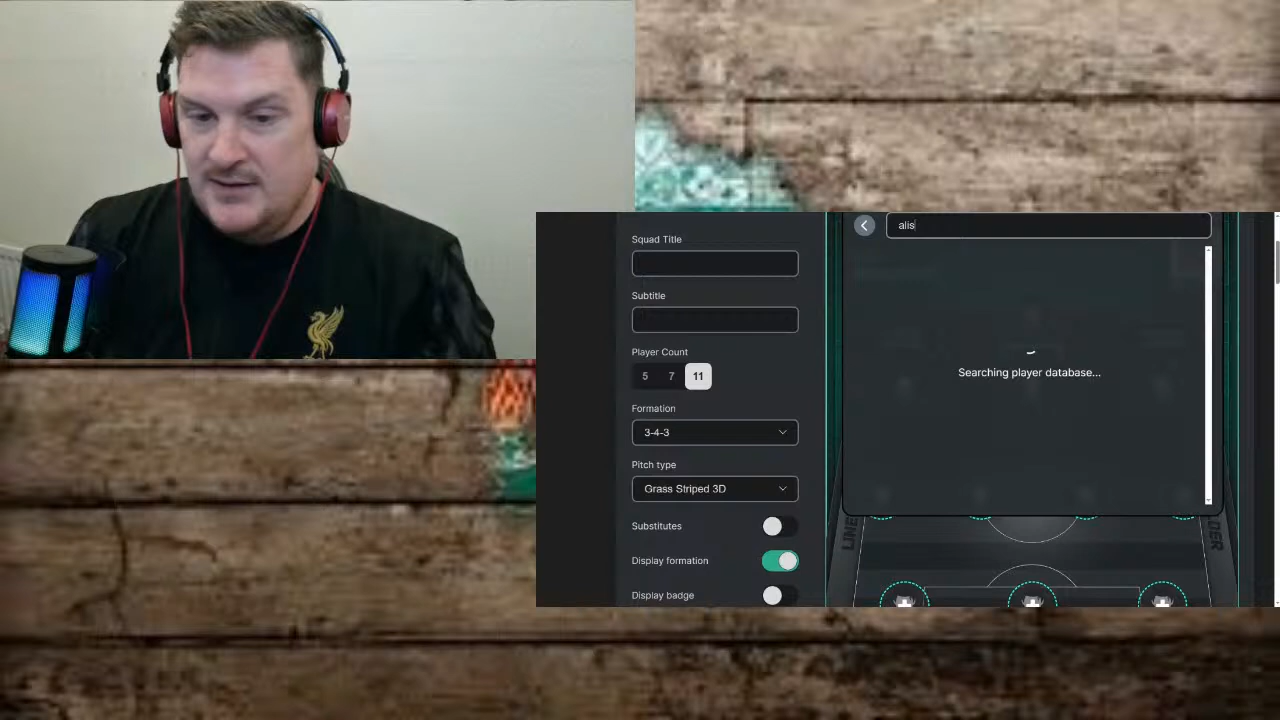 alis
Squad Title
Subtitle
Player Count
5 7 11
Formation
3-4-3
Pitch type
Grass Striped 3D
Substitutes
Display formation
Display badge
Searching player database...